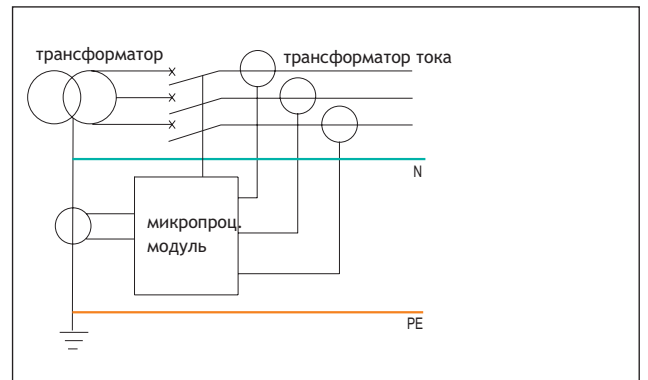 трансформатор
трансформатор тока
N
микропроц.
модуль
PE